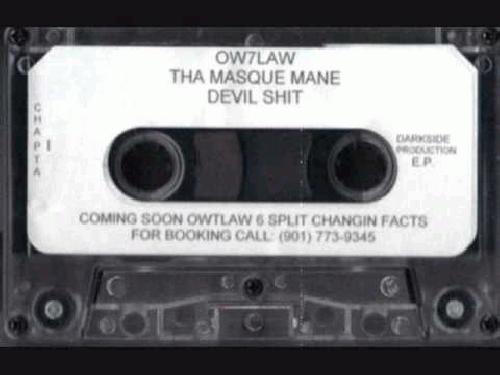 OW7LAW
THA MASQUE MANE
DEVIL SHIT
CHAPTA I
DARKSIDE
PRODUCTION
E.P.
COMING SOON OWTLAW 6 SPLIT CHANGIN FACTS
FOR BOOKING CALL: (901) 773-9345